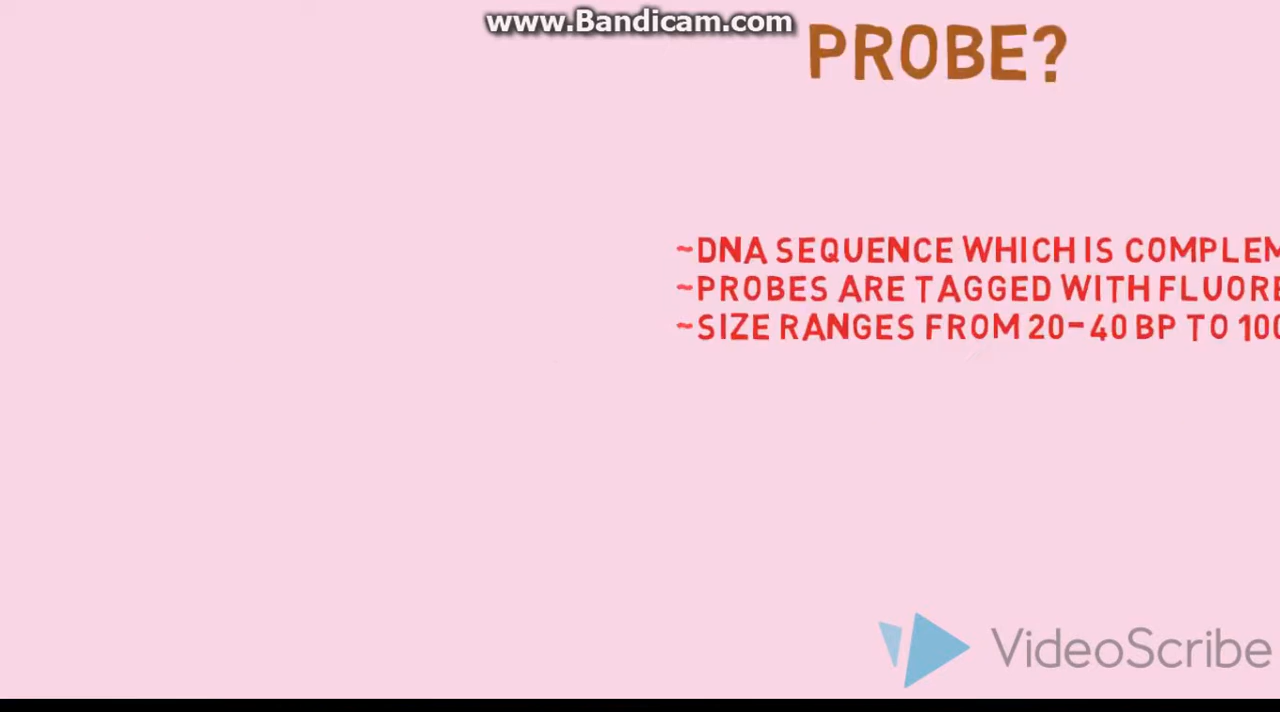 www.Bandicam.com
PROBE?
~DNA SEQUENCE WHICH IS COMPLEM
~PROBES ARE TAGGED WITH FLUORE
~SIZE RANGES FROM 20-40 BP TO 100
VideoScribe